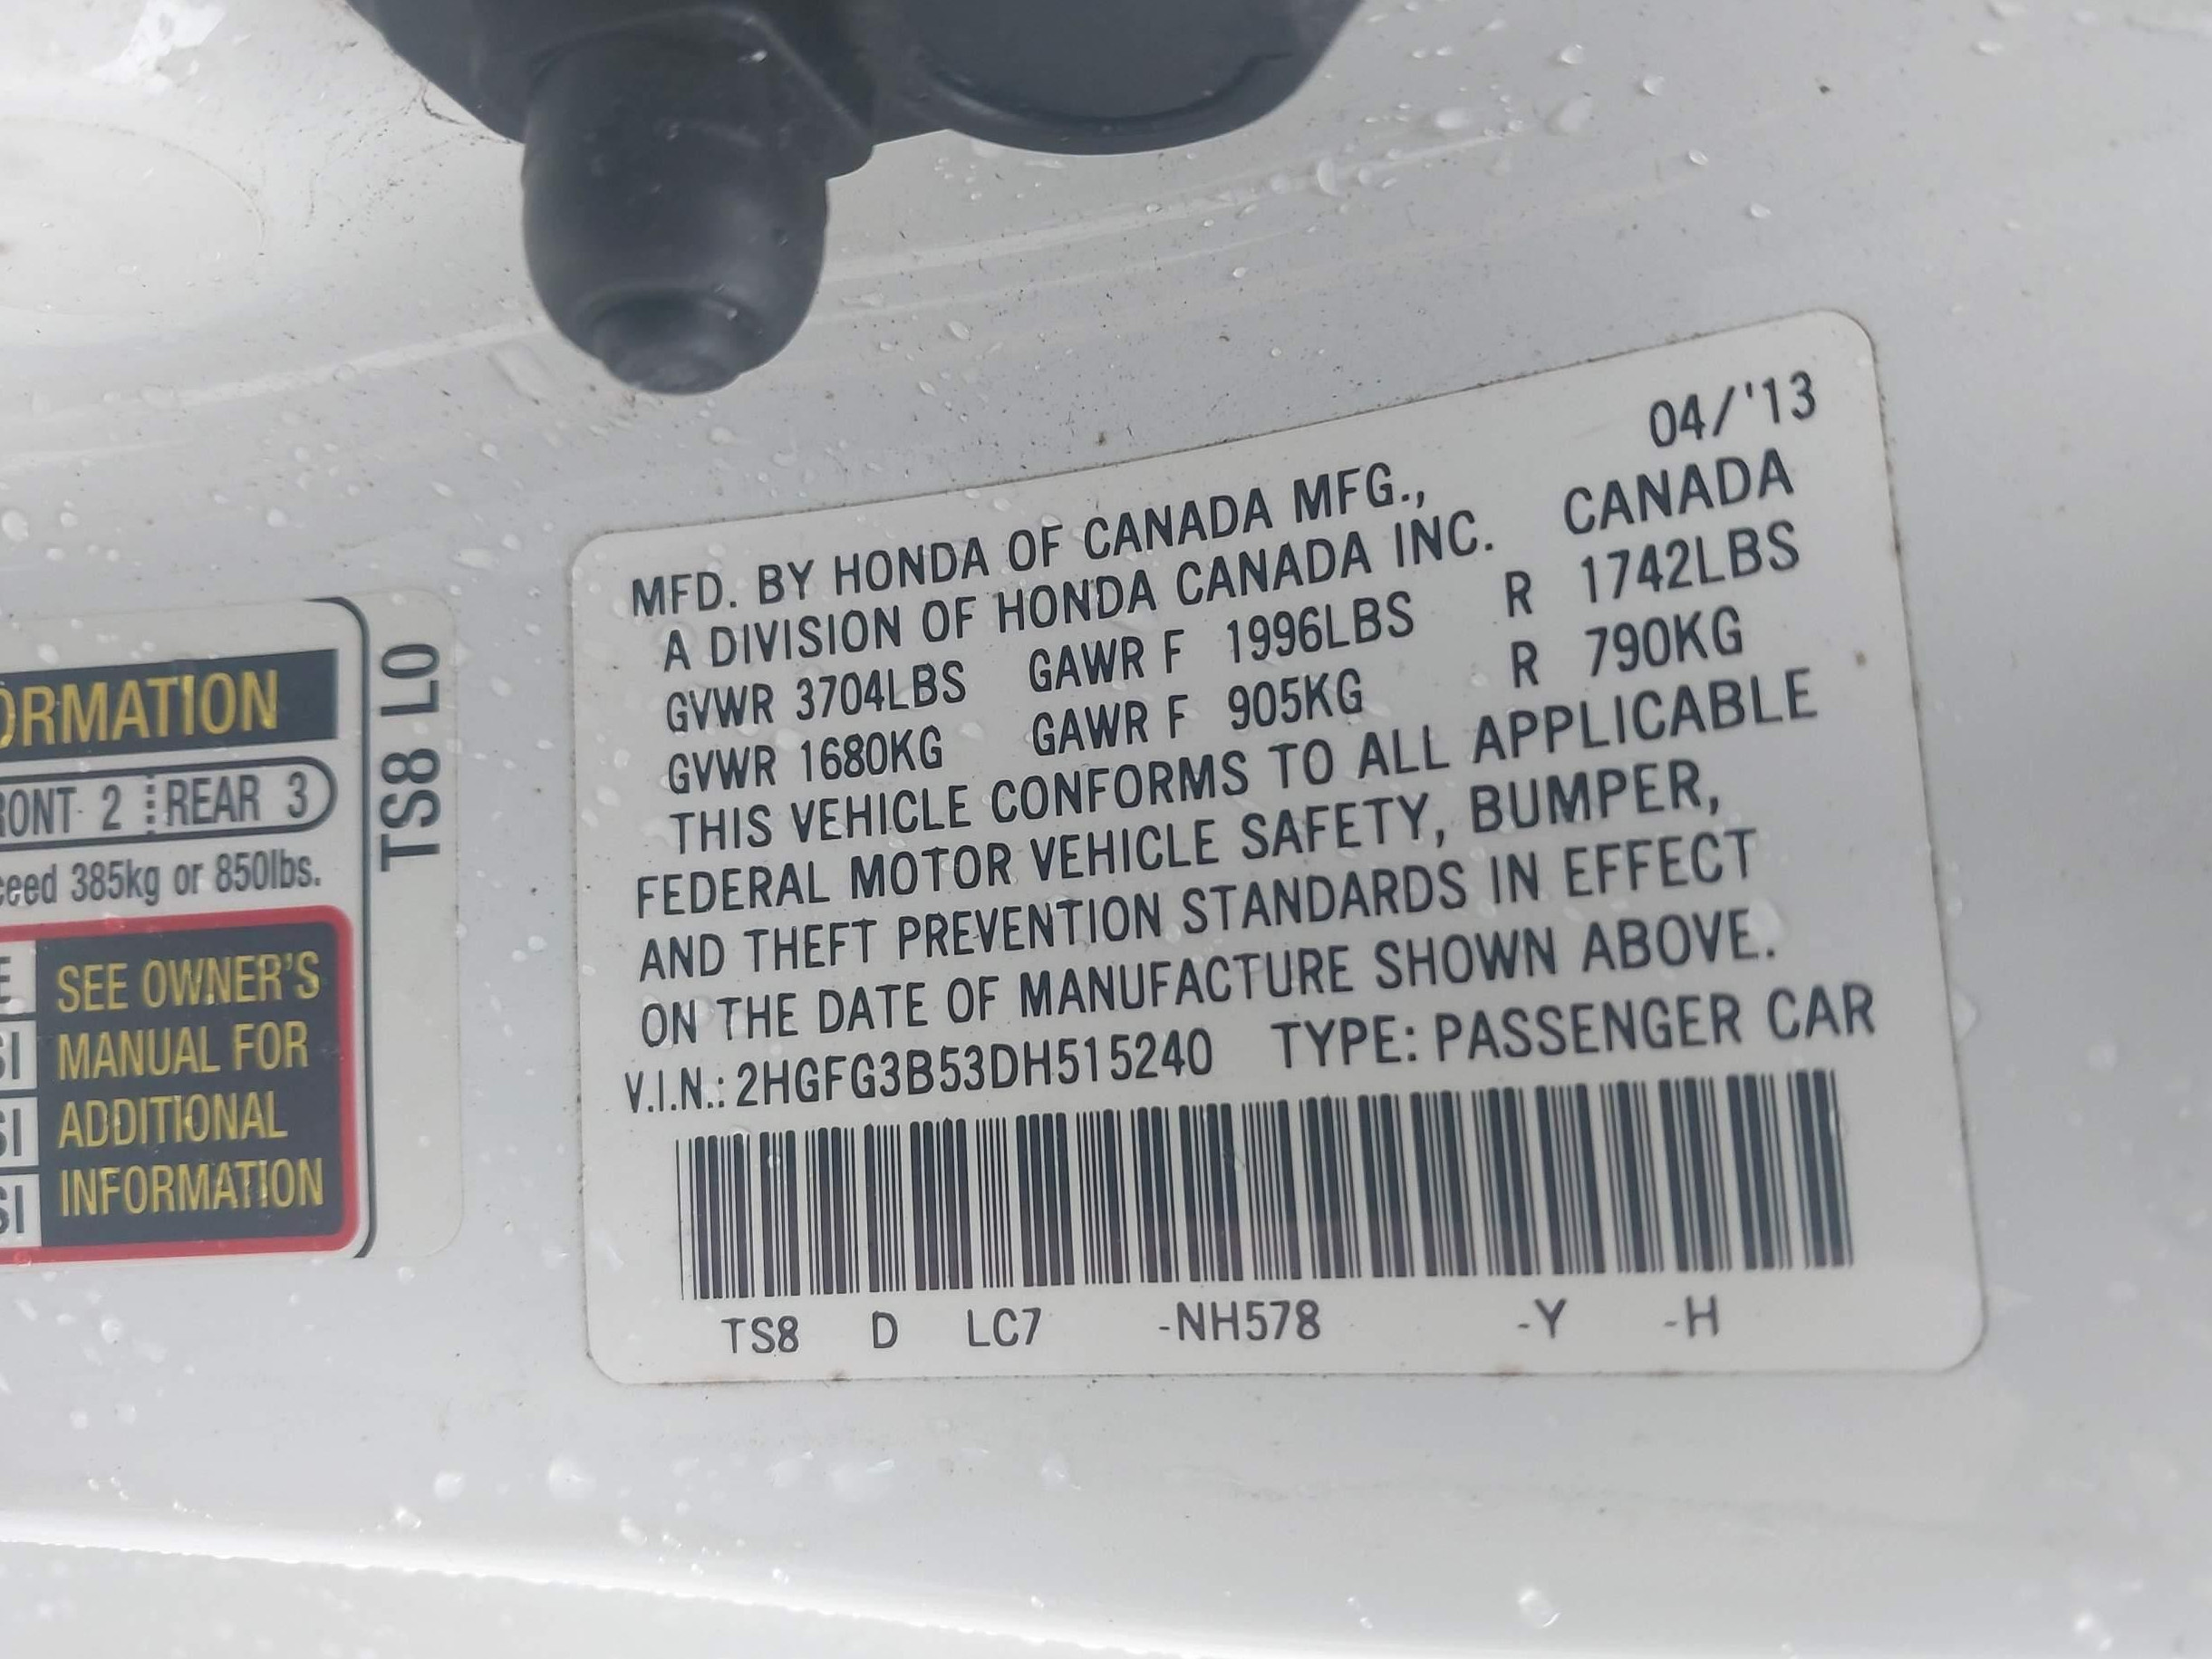 04/'13
MFD. BY HONDA OF CANADA MFG.,
A DIVISION OF HONDA CANADA INC. CANADA
GVWR 3704LBS GAWR F 1996LBS R 1742LBS
GVWR 1680KG GAWR F 905KG R 790KG
THIS VEHICLE CONFORMS TO ALL APPLICABLE
FEDERAL MOTOR VEHICLE SAFETY, BUMPER,
AND THEFT PREVENTION STANDARDS IN EFFECT
ON THE DATE OF MANUFACTURE SHOWN ABOVE.
V.I.N.: 2HGFG3B53DH515240 TYPE: PASSENGER CAR
TS8 D LC7 -NH578 -Y -H
ORMATION
RONT 2 REAR 3
ceed 385kg or 850lbs.
SEE OWNER'S
MANUAL FOR
ADDITIONAL
INFORMATION
TS8 L0